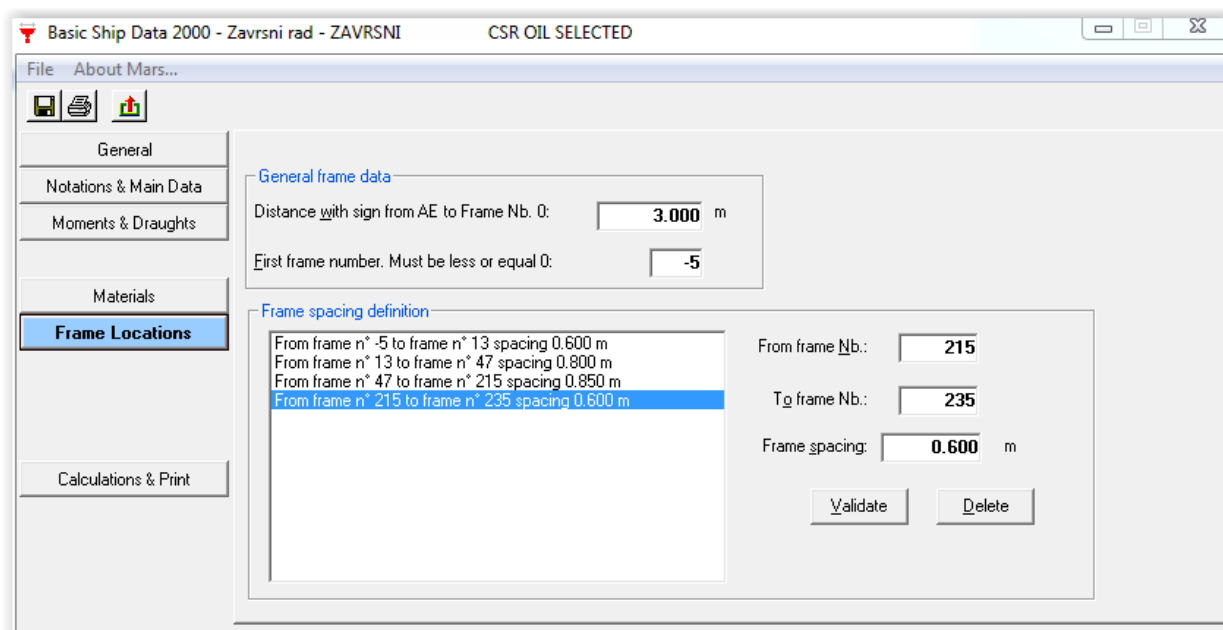 Basic Ship Data 2000 - Zavrsni rad - ZAVRSNI CSR OIL SELECTED
File About Mars...
General
Notations & Main Data
Moments & Draughts
Materials
Frame Locations
Calculations & Print
General frame data
Distance with sign from AE to Frame Nb. 0: 3.000 m
First frame number. Must be less or equal 0: -5
Frame spacing definition
From frame n° -5 to frame n° 13 spacing 0.600 m
From frame n° 13 to frame n° 47 spacing 0.800 m
From frame n° 47 to frame n° 215 spacing 0.850 m
From frame n° 215 to frame n° 235 spacing 0.600 m
From frame Nb.: 215
To frame Nb.: 235
Frame spacing: 0.600 m
Validate Delete